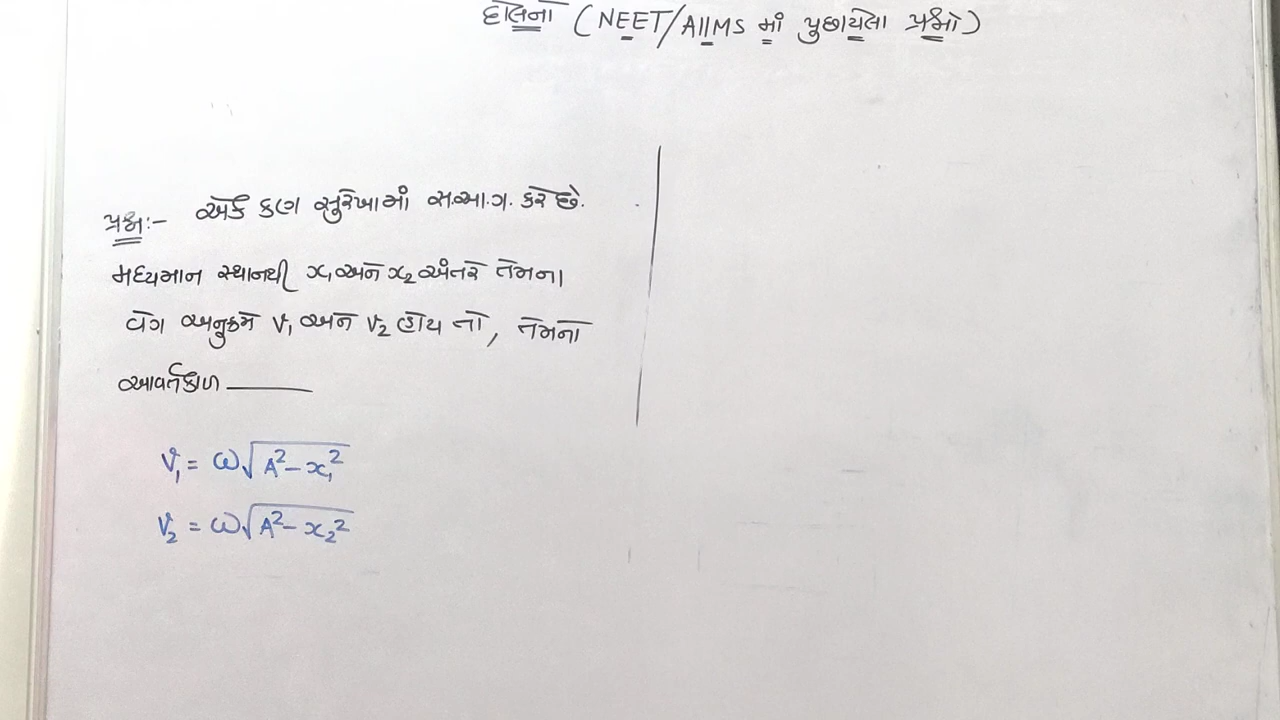 દોલનો (NEET/AIIMS માં પુછાયેલા પ્રશ્નો)
પ્રશ્ન:- એક કણ સુરેખામાં સ.આ.ગ. કરે છે.
મધ્યમાન સ્થાનથી x₁ અને x₂ અંતરે તેમના
વેગ અનુક્રમે v₁ અને v₂ હોય તો, તેમનો
આવર્તકાળ ______
v₁ = ω√(A² − x₁²)
v₂ = ω√(A² − x₂²)